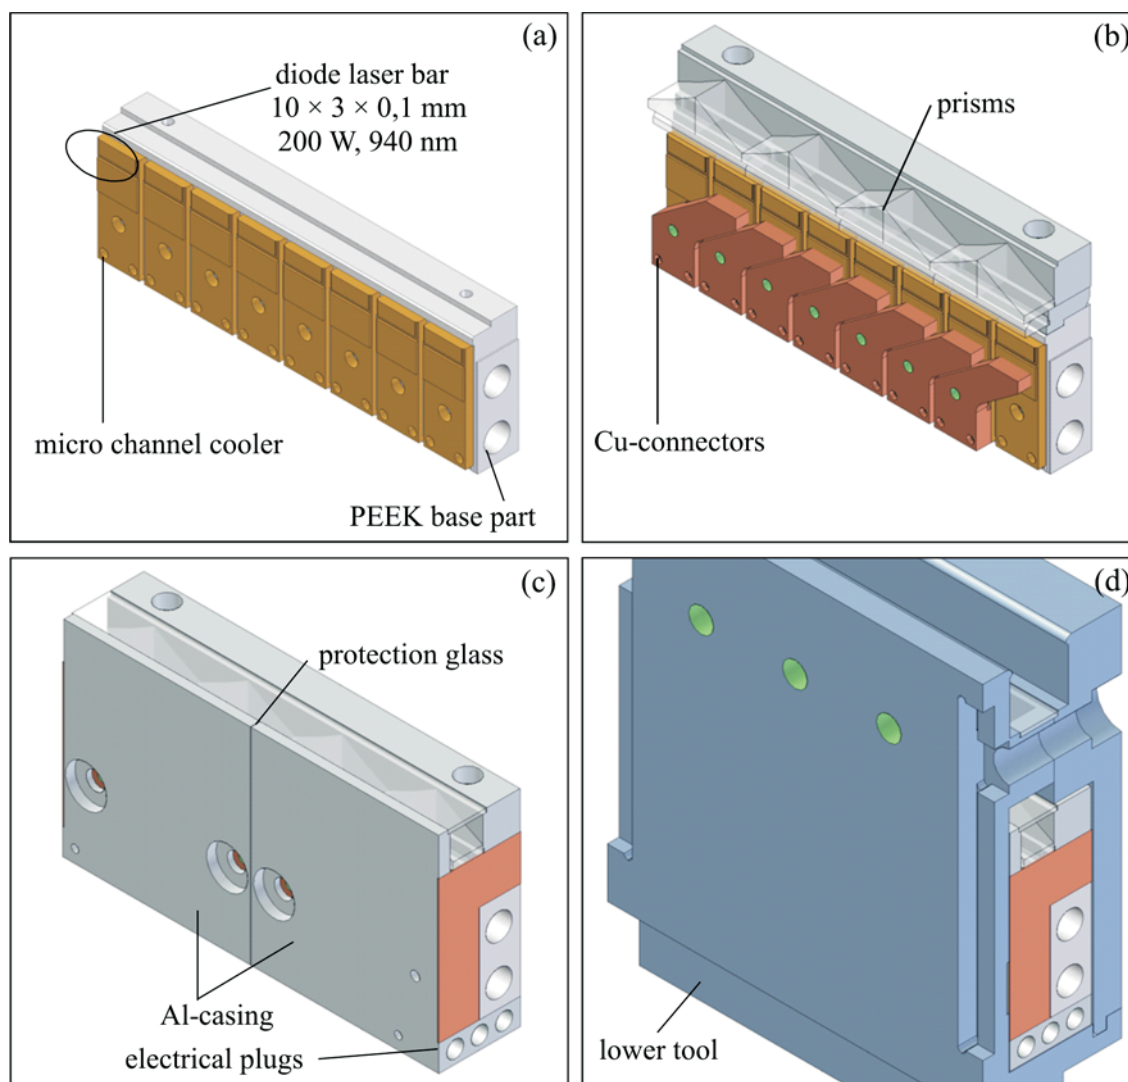 (a)
diode laser bar
10 × 3 × 0,1 mm
200 W, 940 nm
micro channel cooler
PEEK base part
(b)
prisms
Cu-connectors
(c)
protection glass
Al-casing
electrical plugs
(d)
lower tool